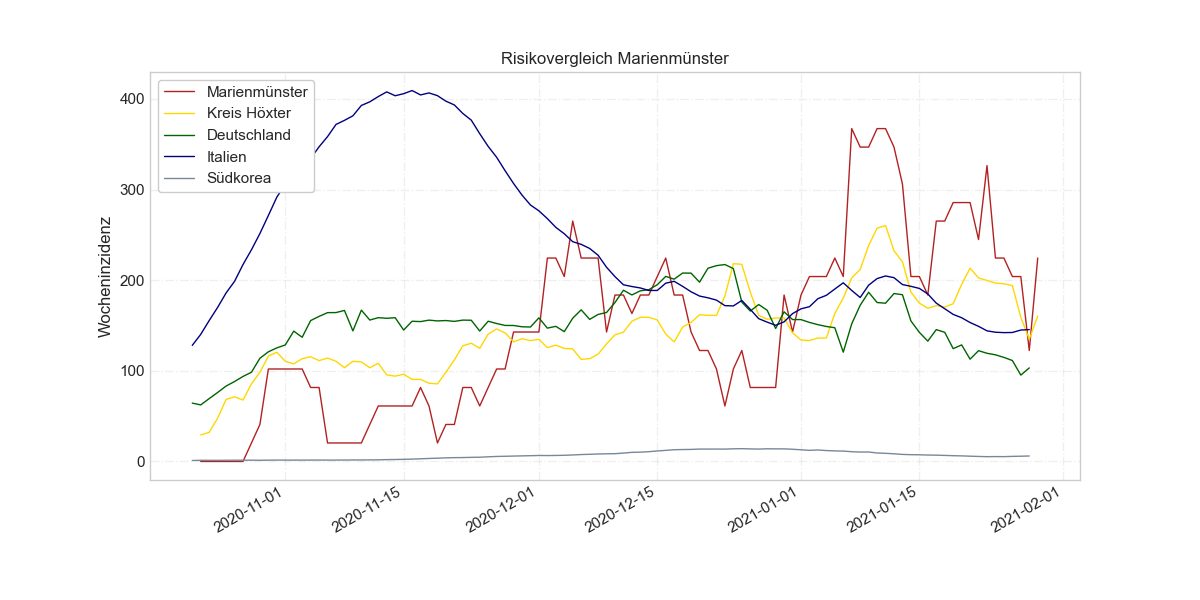 Risikovergleich Marienmünster
Wocheninzidenz
400
300
200
100
0
Marienmünster
Kreis Höxter
Deutschland
Italien
Südkorea
2020-11-01
2020-11-15
2020-12-01
2020-12-15
2021-01-01
2021-01-15
2021-02-01